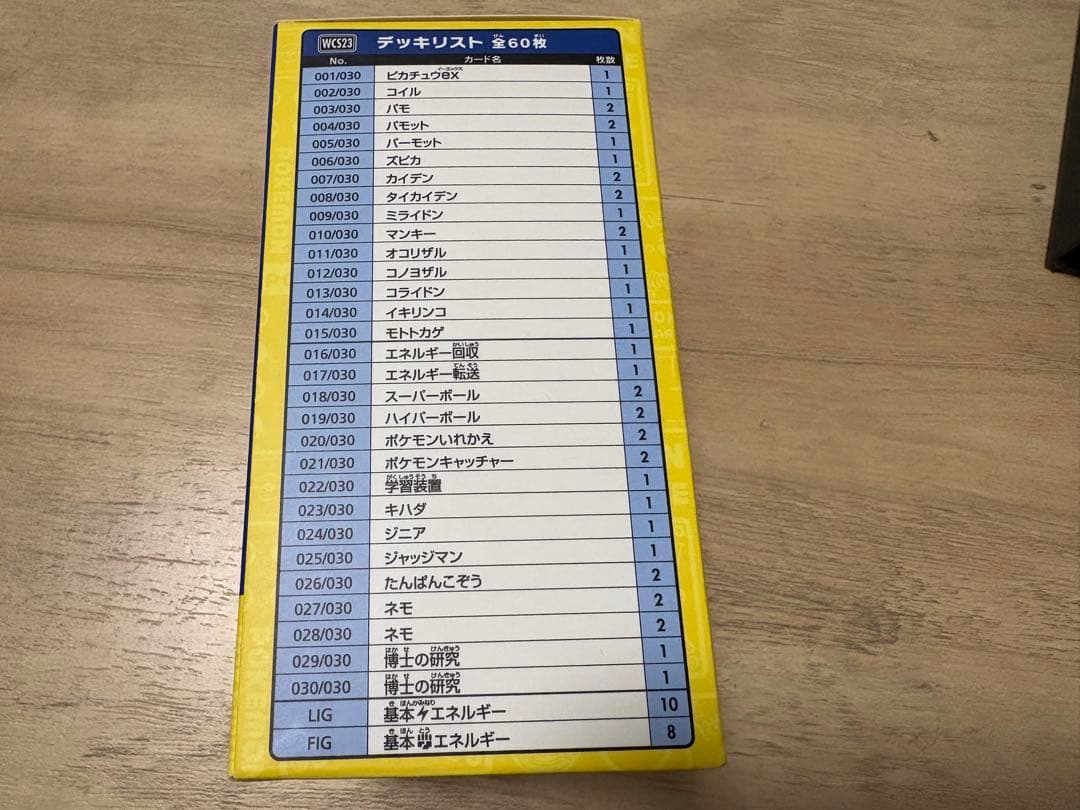 WCS23 デッキリスト 全60枚
No. カード名 枚数
001/030 ピカチュウex 1
002/030 コイル 1
003/030 パモ 2
004/030 パモット 2
005/030 パーモット 1
006/030 ズピカ 1
007/030 カイデン 2
008/030 タイカイデン 2
009/030 ミライドン 1
010/030 マンキー 2
011/030 オコリザル 1
012/030 コノヨザル 1
013/030 コライドン 1
014/030 イキリンコ 1
015/030 モトトカゲ 1
016/030 エネルギー回収 1
017/030 エネルギー転送 1
018/030 スーパーボール 2
019/030 ハイパーボール 2
020/030 ポケモンいれかえ 2
021/030 ポケモンキャッチャー 2
022/030 学習装置 1
023/030 キハダ 1
024/030 ジニア 1
025/030 ジャッジマン 1
026/030 たんぱんこぞう 2
027/030 ネモ 2
028/030 ネモ 2
029/030 博士の研究 1
030/030 博士の研究 1
LIG 基本エネルギー 10
FIG 基本エネルギー 8